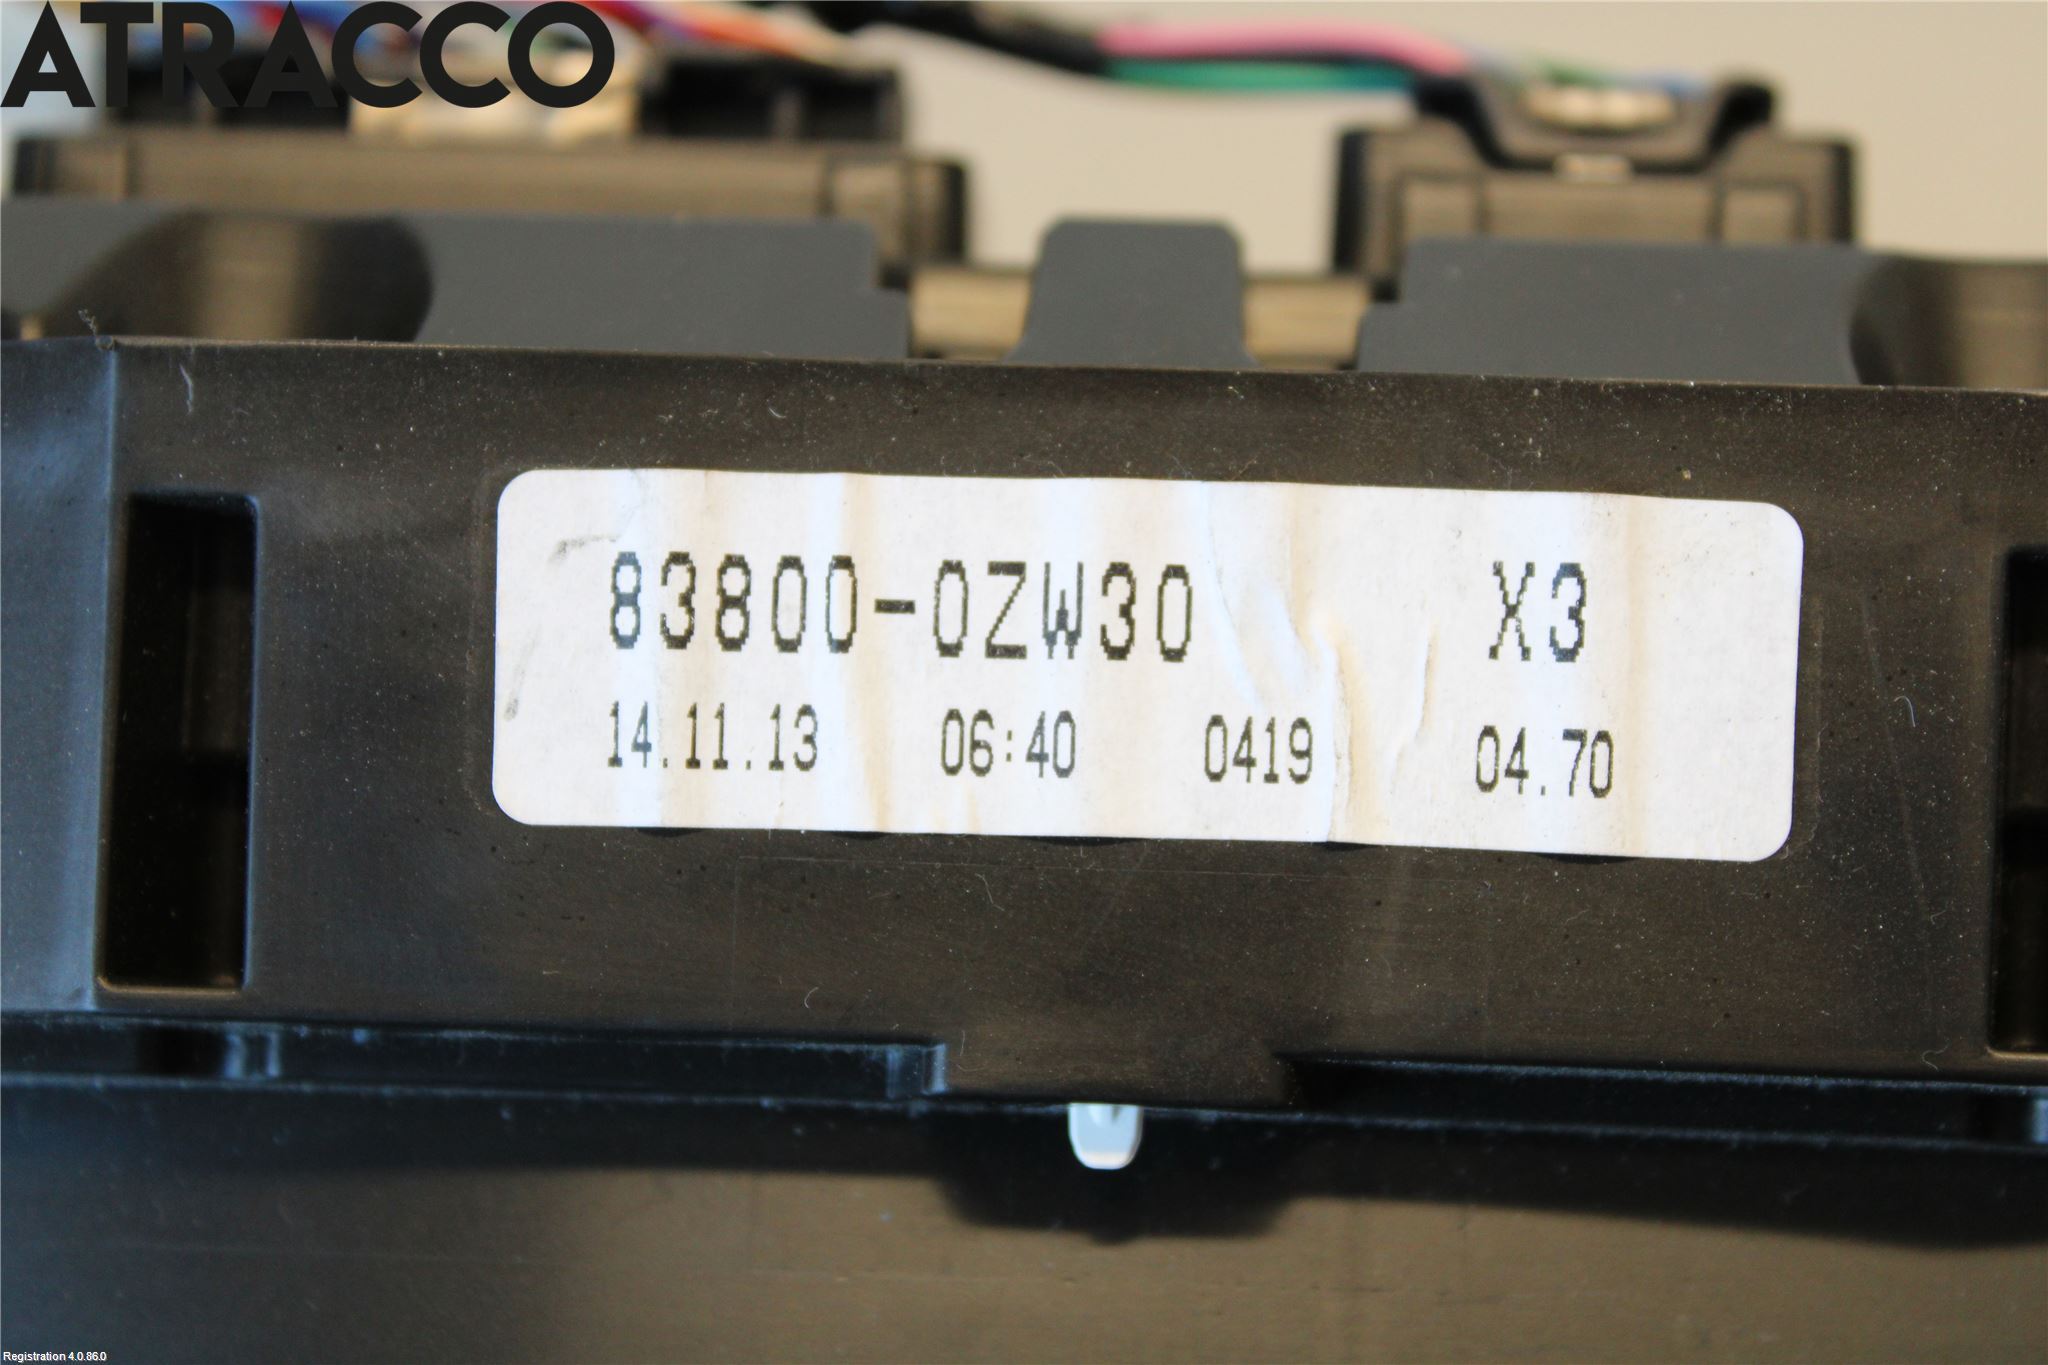 ATRACCO
83800-0ZW30 X3
14.11.13 06:40 0419 04.70
Registration 4.0.86.0